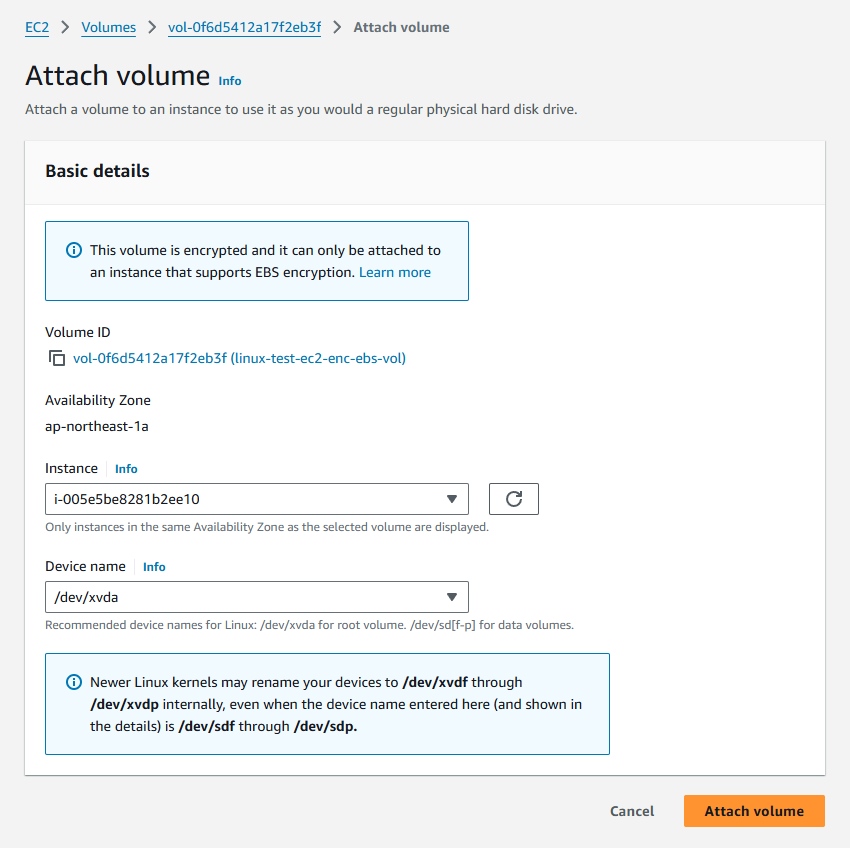 EC2 > Volumes > vol-0f6d5412a17f2eb3f > Attach volume
Attach volume Info
Attach a volume to an instance to use it as you would a regular physical hard disk drive.
Basic details
This volume is encrypted and it can only be attached to
an instance that supports EBS encryption. Learn more
Volume ID
vol-0f6d5412a17f2eb3f (linux-test-ec2-enc-ebs-vol)
Availability Zone
ap-northeast-1a
Instance Info
i-005e5be8281b2ee10
Only instances in the same Availability Zone as the selected volume are displayed.
Device name Info
/dev/xvda
Recommended device names for Linux: /dev/xvda for root volume. /dev/sd[f-p] for data volumes.
Newer Linux kernels may rename your devices to /dev/xvdf through
/dev/xvdp internally, even when the device name entered here (and shown in
the details) is /dev/sdf through /dev/sdp.
Cancel Attach volume